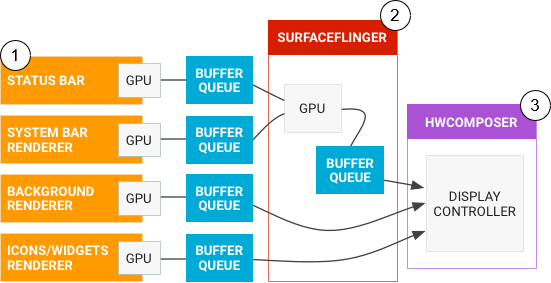 1
STATUS BAR
GPU
BUFFER
QUEUE
SYSTEM BAR
RENDERER
GPU
BUFFER
QUEUE
BACKGROUND
RENDERER
GPU
BUFFER
QUEUE
ICONS/WIDGETS
RENDERER
GPU
BUFFER
QUEUE
2
SURFACEFLINGER
GPU
BUFFER
QUEUE
3
HWCOMPOSER
DISPLAY
CONTROLLER